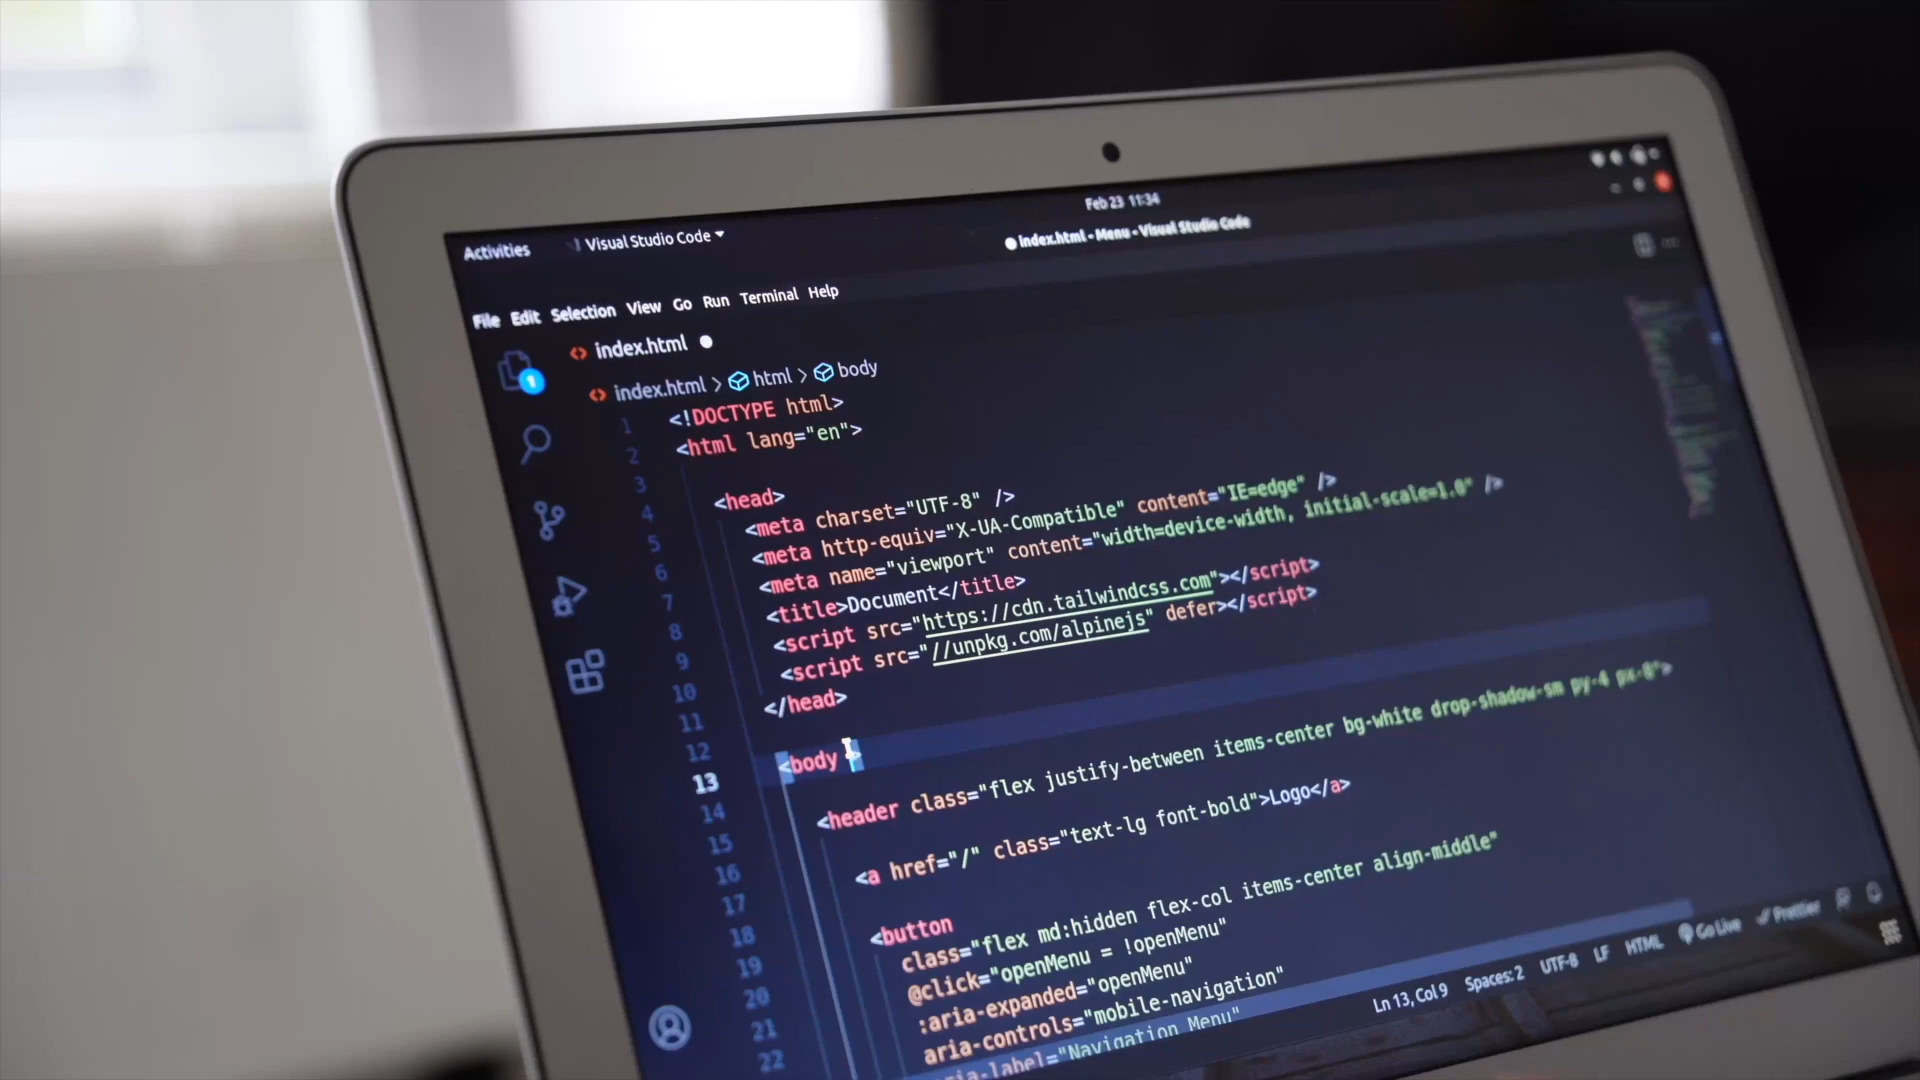 Feb 23 11:34
Activities Visual Studio Code
index.html - Menu - Visual Studio Code
File Edit Selection View Go Run Terminal Help
index.html
index.html > html > body
1 <!DOCTYPE html>
2 <html lang="en">
3
4 <head>
5 <meta charset="UTF-8" />
6 <meta http-equiv="X-UA-Compatible" content="IE=edge" />
7 <meta name="viewport" content="width=device-width, initial-scale=1.0" />
8 <title>Document</title>
9 <script src="https://cdn.tailwindcss.com"></script>
10 <script src="//unpkg.com/alpinejs" defer></script>
11 </head>
12
13 <body >
14
15 <header class="flex justify-between items-center bg-white drop-shadow-sm py-4 px-8">
16
17 <a href="/" class="text-lg font-bold">Logo</a>
18
19 <button
20 class="flex md:hidden flex-col items-center align-middle"
21 @click="openMenu = !openMenu"
22 :aria-expanded="openMenu"
aria-controls="mobile-navigation"
aria-label="Navigation Menu"
Ln 13, Col 9 Spaces: 2 UTF-8 LF HTML Go Live Prettier